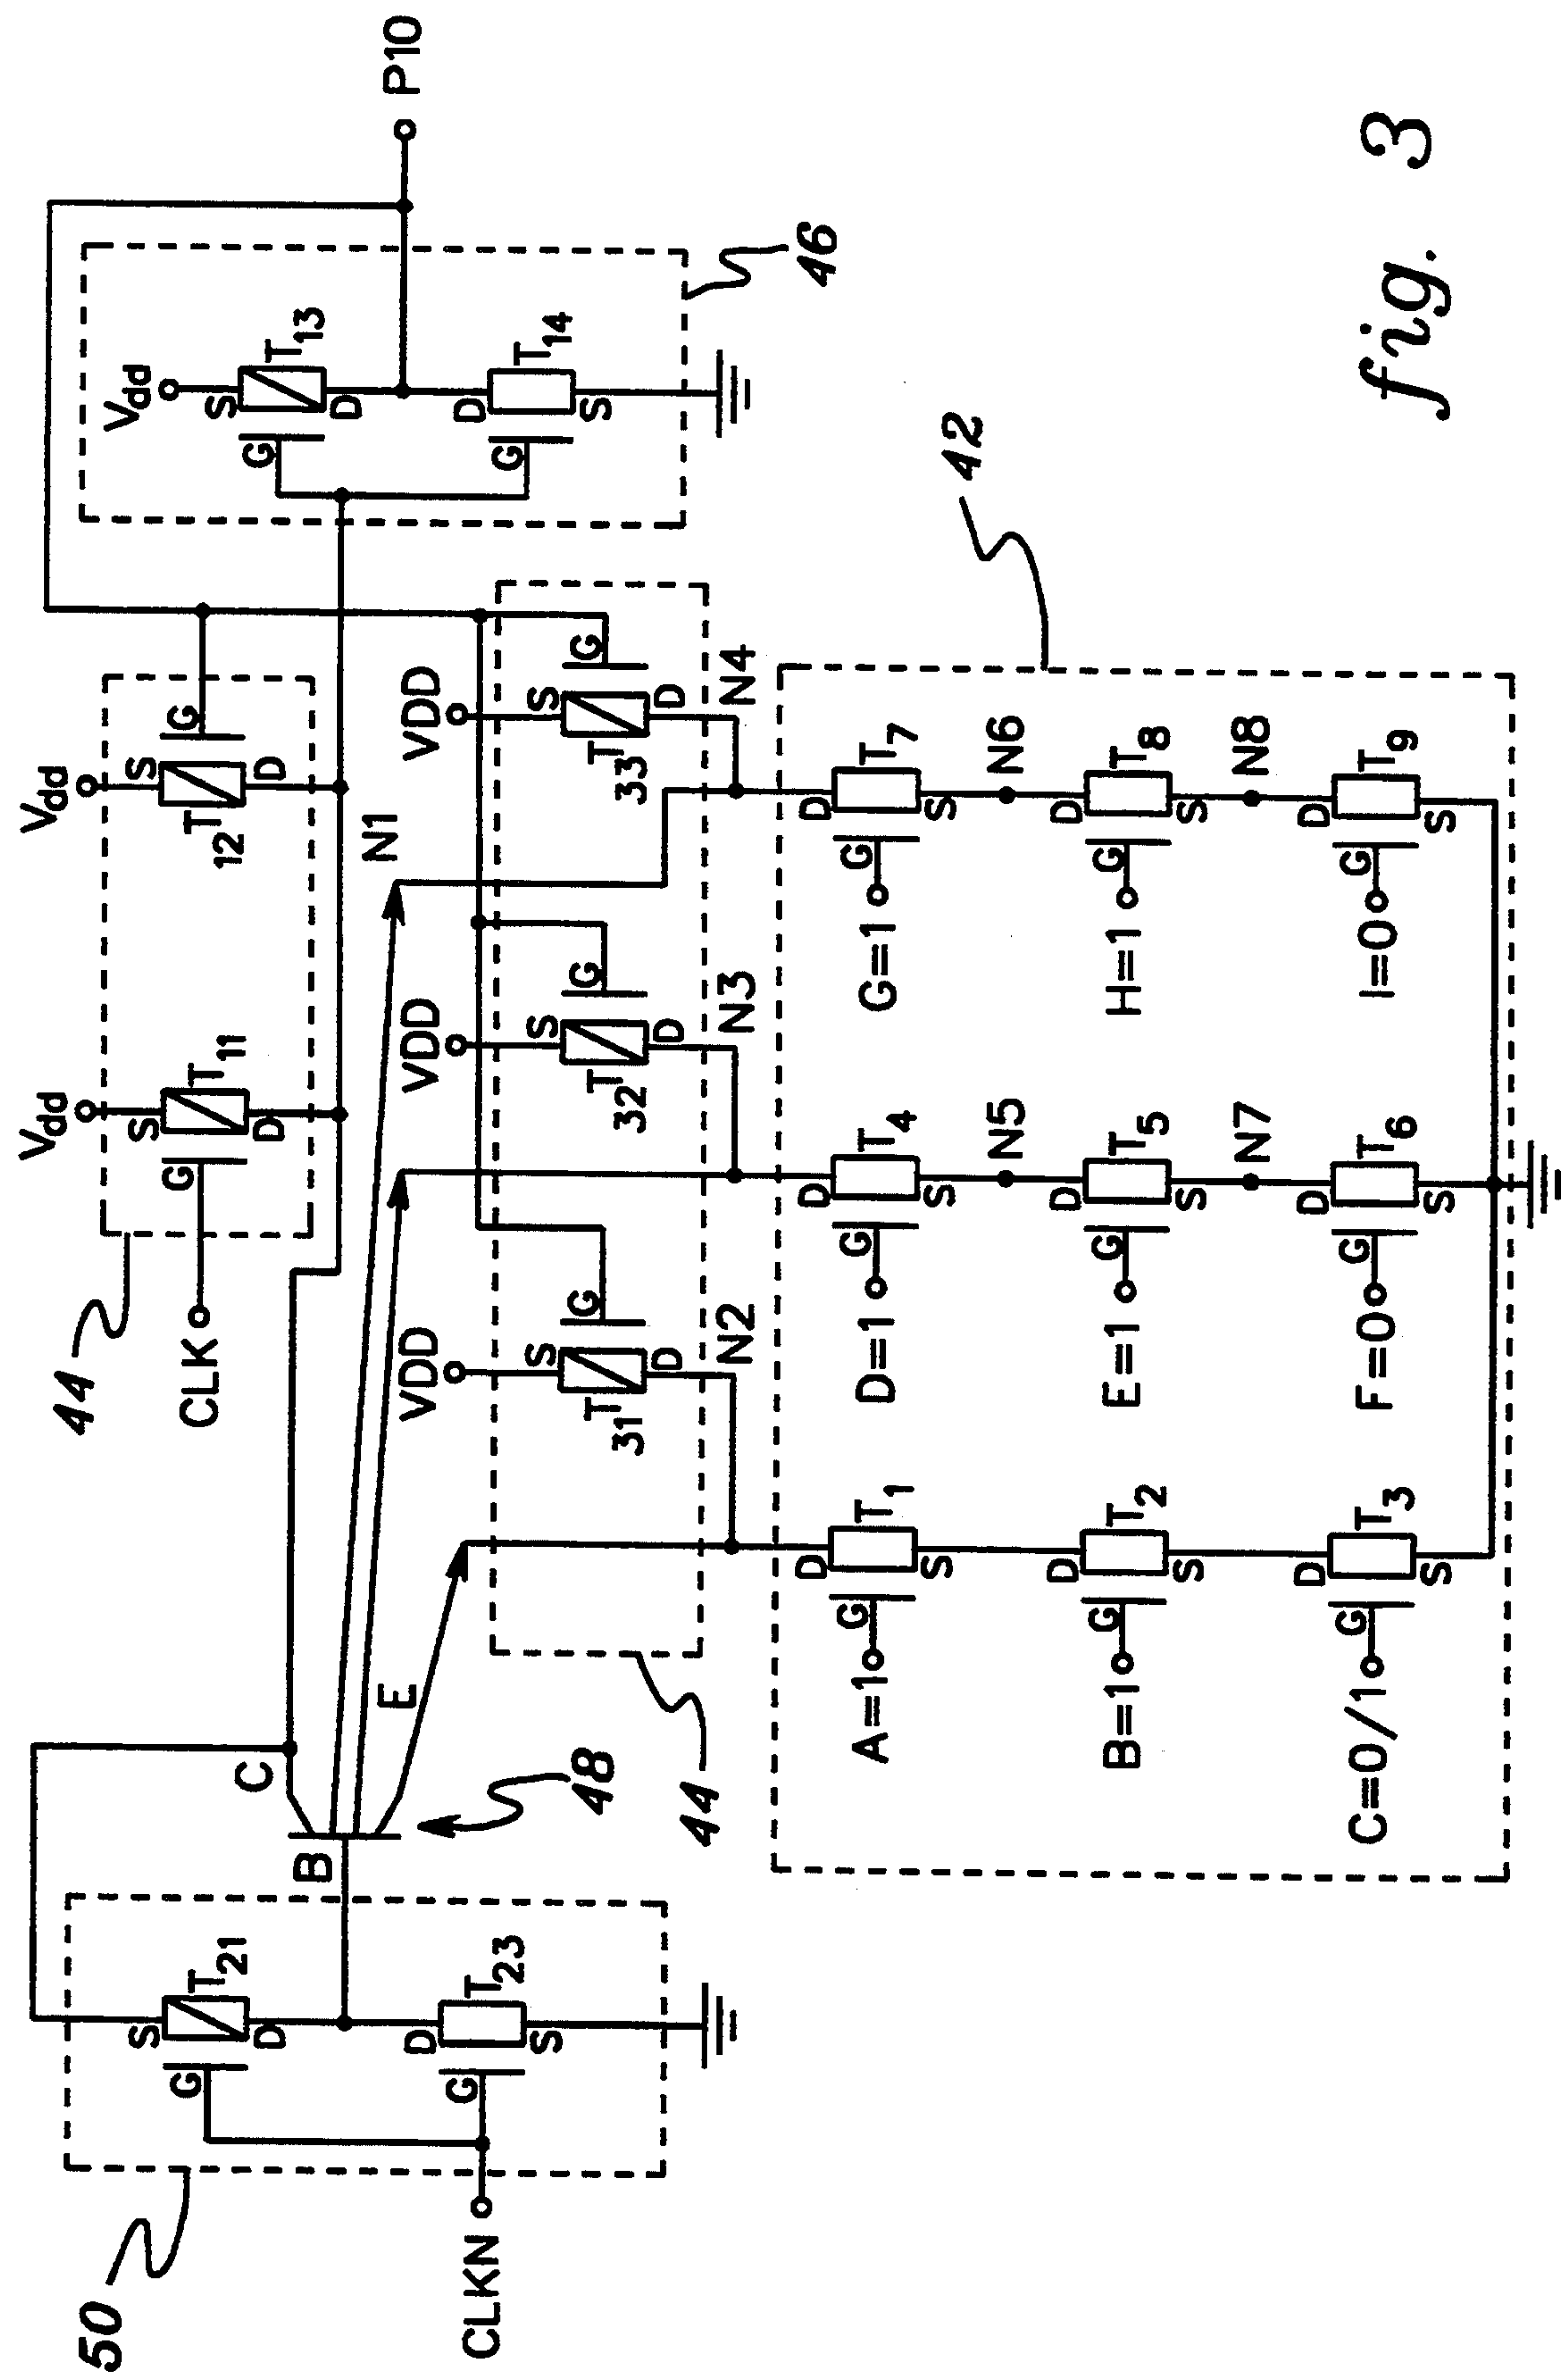 50
CLKN
G
S
T21
D
G
D
T23
S
B
C
E
48
44
CLK
Vdd
S
T11
G
D
Vdd
S
T12
G
D
N1
44
VDD
S
T31
G
D
N2
VDD
S
T32
G
D
N3
VDD
S
T33
G
D
N4
Vdd
S
T13
G
D
D
T14
G
S
46
P10
42
A=1
G
D
T1
S
B=1
G
D
T2
S
C=0/1
G
D
T3
S
D=1
G
D
T4
S
N5
E=1
G
D
T5
S
N7
F=0
G
D
T6
S
G=1
G
D
T7
S
N6
H=1
G
D
T8
S
N8
I=0
G
D
T9
S
fig. 3